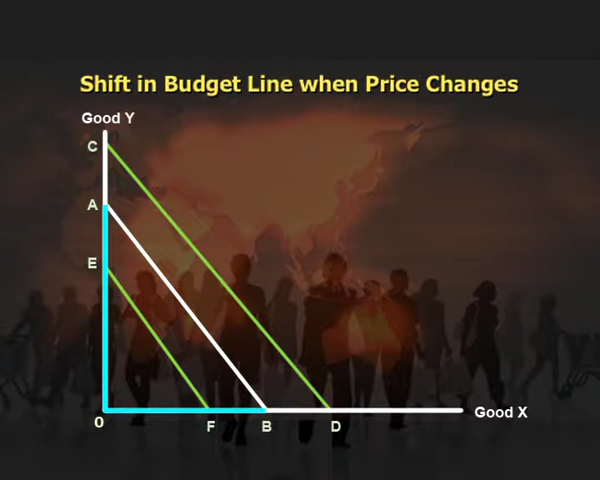 Shift in Budget Line when Price Changes
Good Y
C
A
E
0
F
B
D
Good X